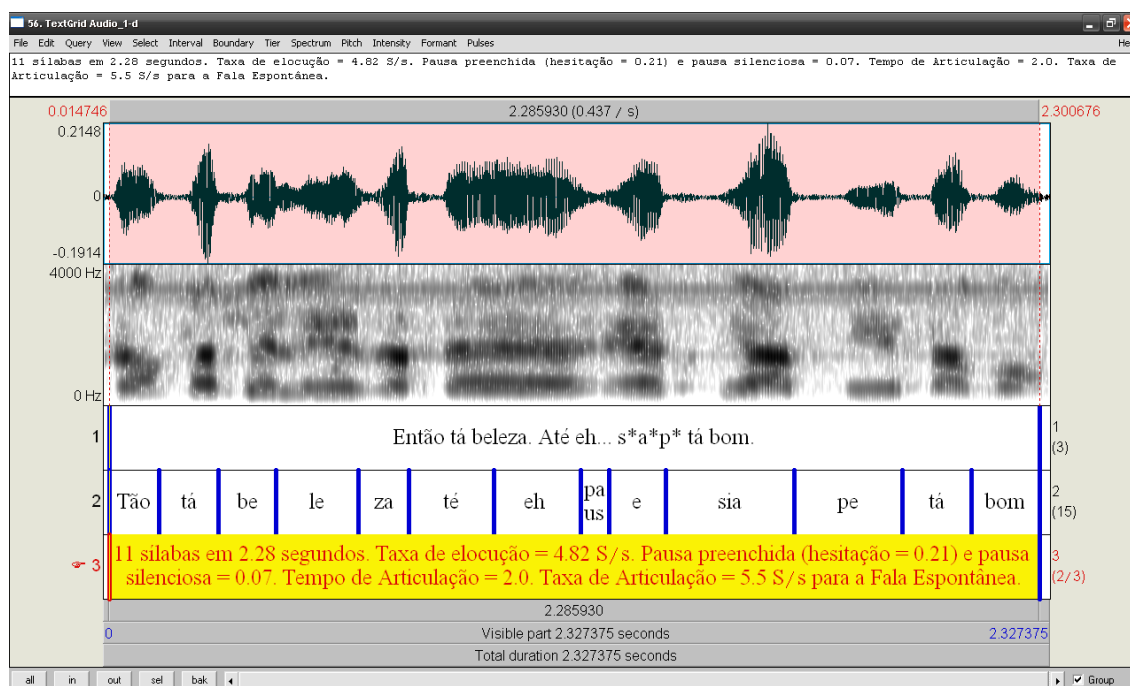 56. TextGrid Audio_1-d
File Edit Query View Select Interval Boundary Tier Spectrum Pitch Intensity Formant Pulses He
11 sílabas em 2.28 segundos. Taxa de elocução = 4.82 S/s. Pausa preenchida (hesitação = 0.21) e pausa silenciosa = 0.07. Tempo de Articulação = 2.0. Taxa de
Articulação = 5.5 S/s para a Fala Espontânea.
0.014746 2.285930 (0.437 / s) 2.300676
0.2148
0
-0.1914
4000 Hz
0 Hz
1 Então tá beleza. Até eh... s*a*p* tá bom. 1
(3)
2 Tão tá be le za té eh pa us e sia pe tá bom 2
(15)
3 11 sílabas em 2.28 segundos. Taxa de elocução = 4.82 S/s. Pausa preenchida (hesitação = 0.21) e pausa 3
silenciosa = 0.07. Tempo de Articulação = 2.0. Taxa de Articulação = 5.5 S/s para a Fala Espontânea. (2/3)
2.285930
0 Visible part 2.327375 seconds 2.327375
Total duration 2.327375 seconds
all in out sel bak Group